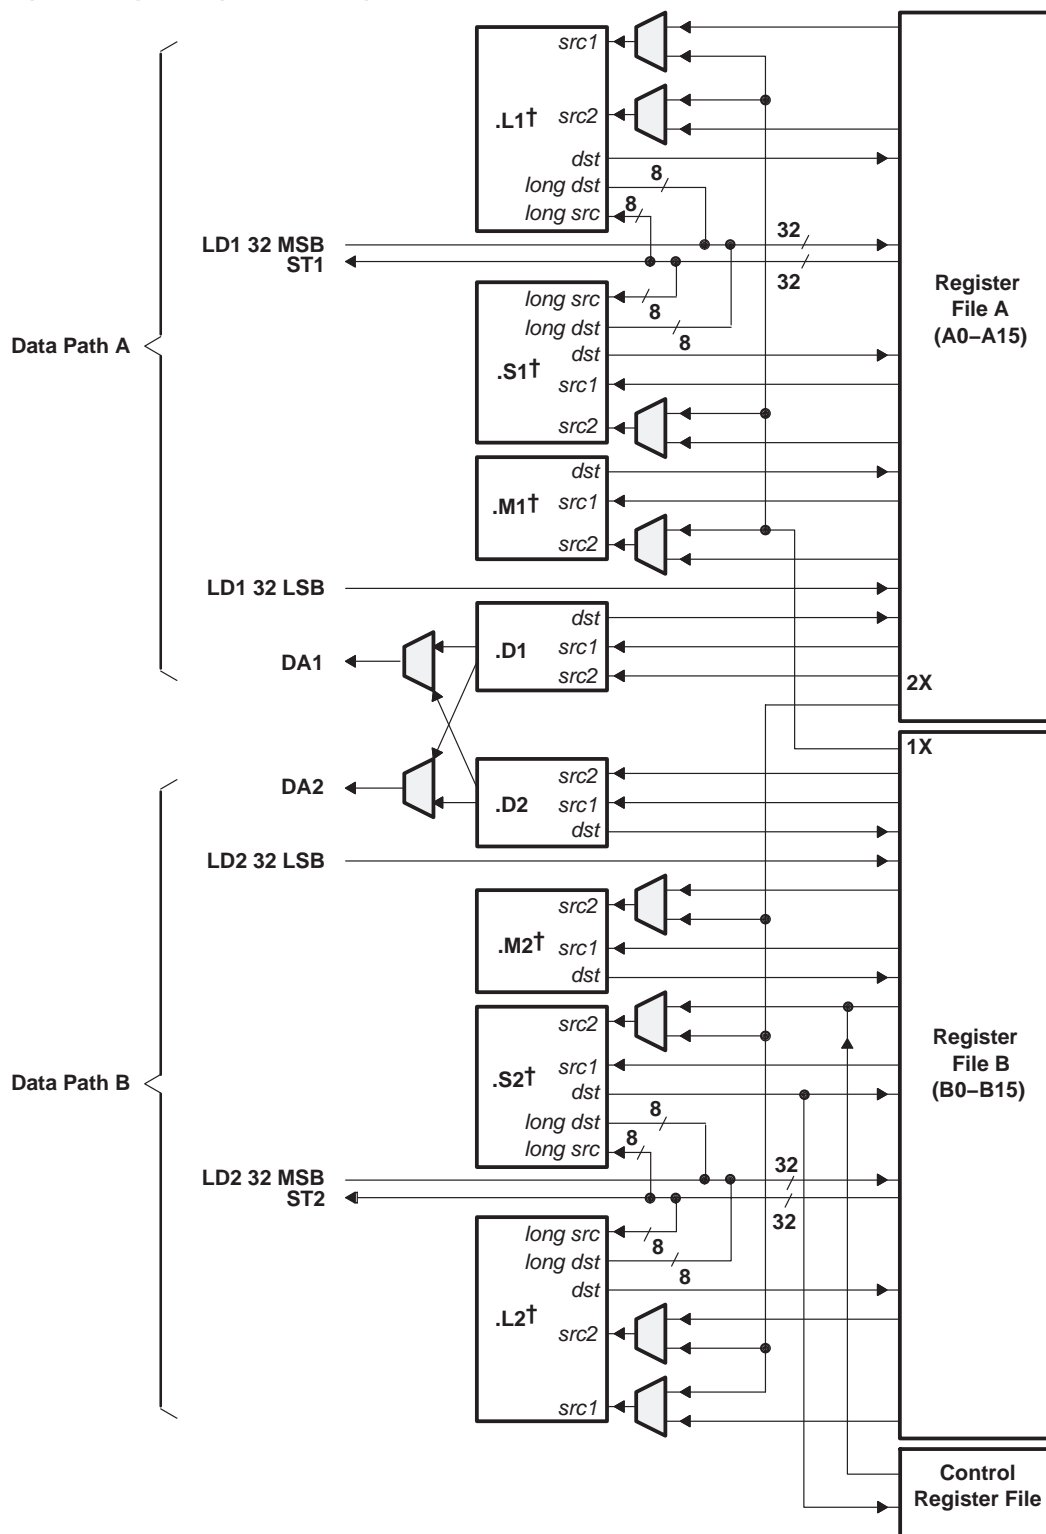 src1
.L1†
src2
dst
8
long dst
8
long src
LD1 32 MSB
32
ST1
32
Register
File A
(A0–A15)
long src
8
long dst
8
Data Path A
dst
.S1†
src1
src2
dst
.M1†
src1
src2
LD1 32 LSB
dst
.D1
src1
DA1
src2
2X
1X
DA2
src2
.D2
src1
dst
LD2 32 LSB
src2
.M2†
src1
dst
src2
Register
File B
(B0–B15)
src1
.S2†
Data Path B
dst
8
long dst
8
long src
LD2 32 MSB
32
ST2
32
long src
8
long dst
8
dst
.L2†
src2
src1
Control
Register File